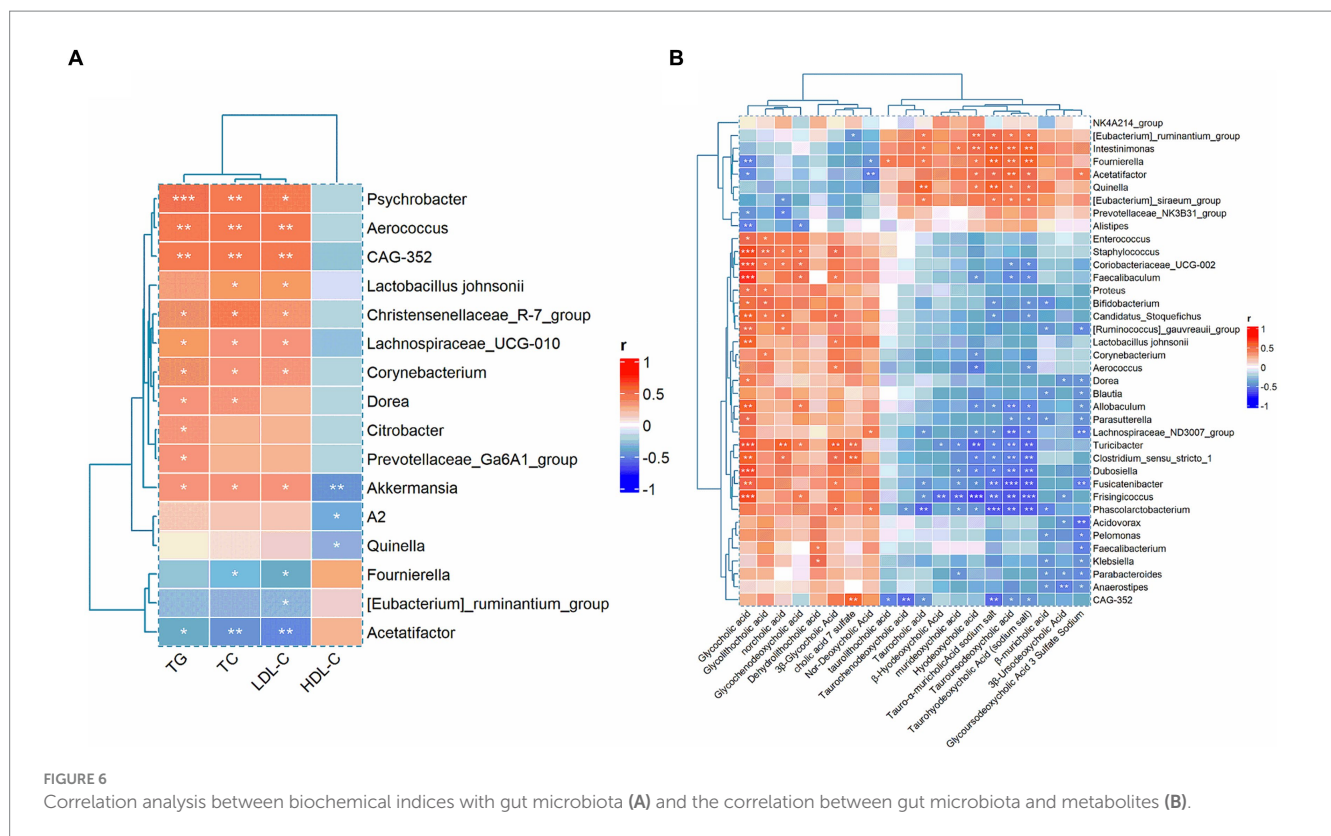 A
Psychrobacter
*** ** *
Aerococcus
** ** **
CAG-352
** ** **
Lactobacillus johnsonii
* *
Christensenellaceae_R-7_group
* * *
Lachnospiraceae_UCG-010
* * *
Corynebacterium
* * *
Dorea
* *
Citrobacter
*
Prevotellaceae_Ga6A1_group
*
Akkermansia
* * * **
A2
*
Quinella
*
Fournierella
* *
[Eubacterium]_ruminantium_group
*
Acetatifactor
* ** **
TG
TC
LDL-C
HDL-C
r
1
0.5
0
-0.5
-1
B
NK4A214_group
[Eubacterium]_ruminantium_group
Intestinimonas
Fournierella
Acetatifactor
Quinella
[Eubacterium]_siraeum_group
Prevotellaceae_NK3B31_group
Alistipes
Enterococcus
Staphylococcus
Coriobacteriaceae_UCG-002
Faecalibaculum
Proteus
Bifidobacterium
Candidatus_Stoquefichus
[Ruminococcus]_gauvreauii_group
Lactobacillus johnsonii
Corynebacterium
Aerococcus
Dorea
Blautia
Allobaculum
Parasutterella
Lachnospiraceae_ND3007_group
Turicibacter
Clostridium_sensu_stricto_1
Dubosiella
Fusicatenibacter
Frisingicoccus
Phascolarctobacterium
Acidovorax
Pelomonas
Faecalibacterium
Klebsiella
Parabacteroides
Anaerostipes
CAG-352
Glycocholic acid
Glycolithocholic acid
norcholic acid
Glycochenodeoxycholic acid
Dehydrolithocholic acid
3β-Glycocholic Acid
cholic acid 7 sulfate
Nor-Deoxycholic Acid
taurolithocholic acid
Taurochenodeoxycholic acid
Taurocholic acid
β-Hyodeoxycholic Acid
murideoxycholic acid
Hyodeoxycholic acid
Tauro-α-muricholicAcid sodium salt
Tauroursodeoxycholic acid
Taurohyodeoxycholic Acid (sodium salt)
β-muricholic acid
3β-Ursodeoxycholic Acid
Glycoursodeoxycholic Acid 3 Sulfate Sodium
r
1
0.5
0
-0.5
-1
FIGURE 6
Correlation analysis between biochemical indices with gut microbiota (A) and the correlation between gut microbiota and metabolites (B).